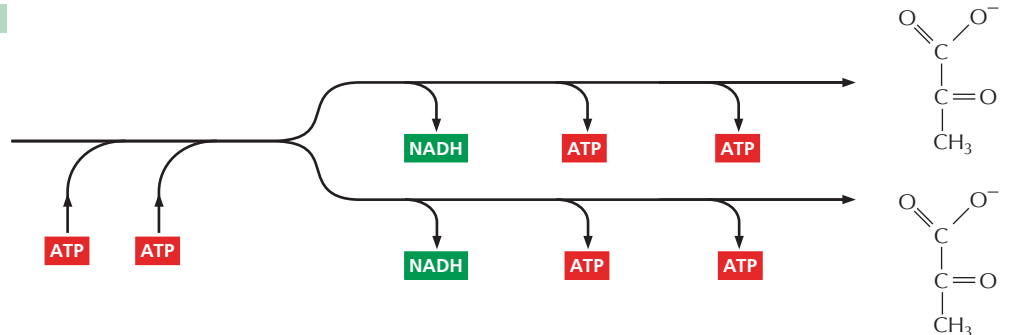 O O⁻
C
C=O
CH₃
NADH ATP ATP
ATP ATP
O O⁻
C
NADH ATP ATP
C=O
CH₃